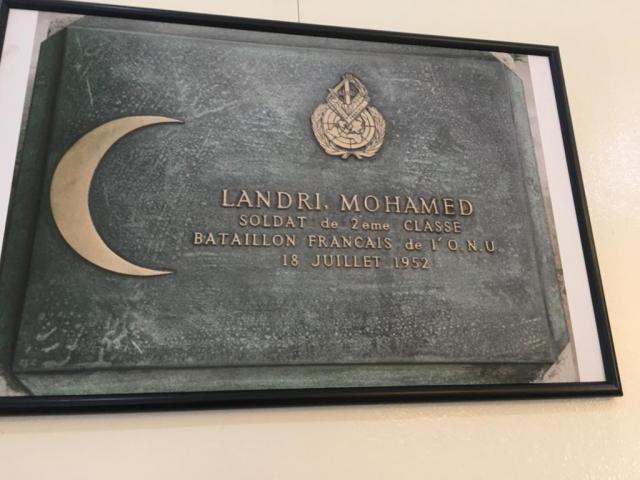 LANDRI. MOHAMED
SOLDAT de 2eme CLASSE
BATAILLON FRANCAIS de l'O.N.U
18 JUILLET 1952